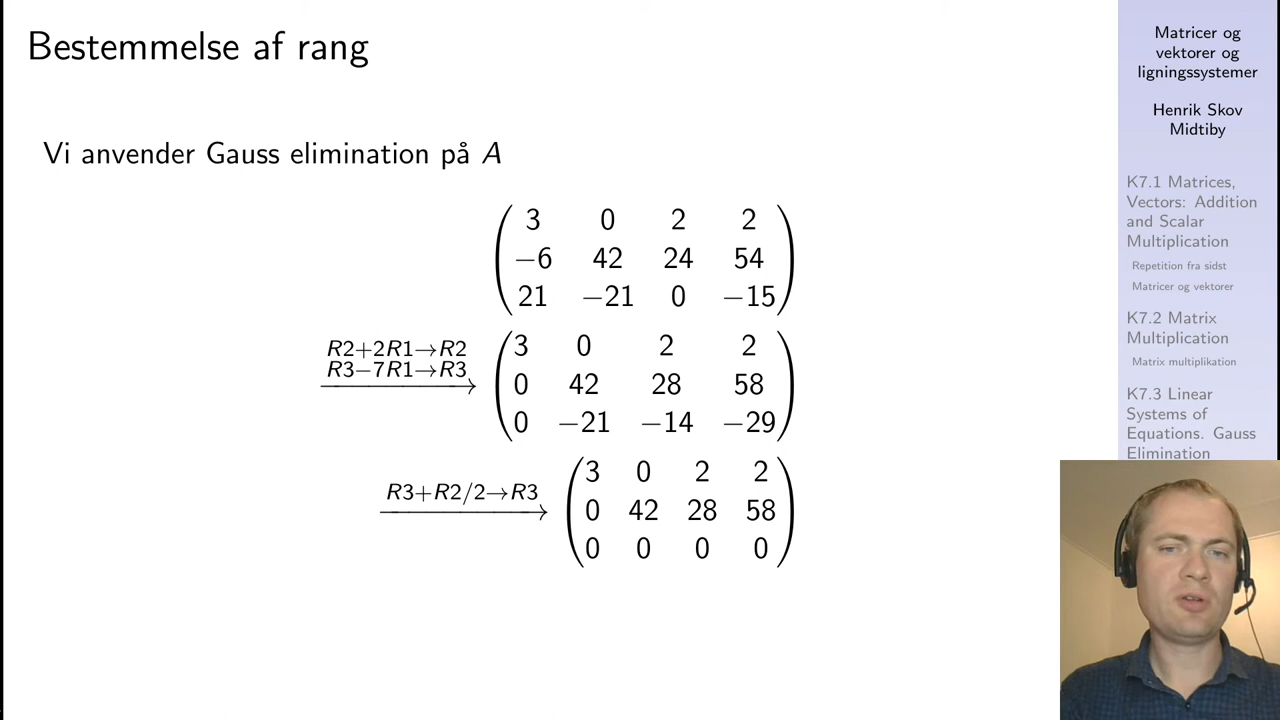 Bestemmelse af rang
Vi anvender Gauss elimination på A
3 0 2 2
−6 42 24 54
21 −21 0 −15
R2+2R1→R2
R3−7R1→R3
3 0 2 2
0 42 28 58
0 −21 −14 −29
R3+R2/2→R3
3 0 2 2
0 42 28 58
0 0 0 0
Matricer og
vektorer og
ligningssystemer
Henrik Skov
Midtiby
K7.1 Matrices,
Vectors: Addition
and Scalar
Multiplication
Repetition fra sidst
Matricer og vektorer
K7.2 Matrix
Multiplication
Matrix multiplikation
K7.3 Linear
Systems of
Equations. Gauss
Elimination